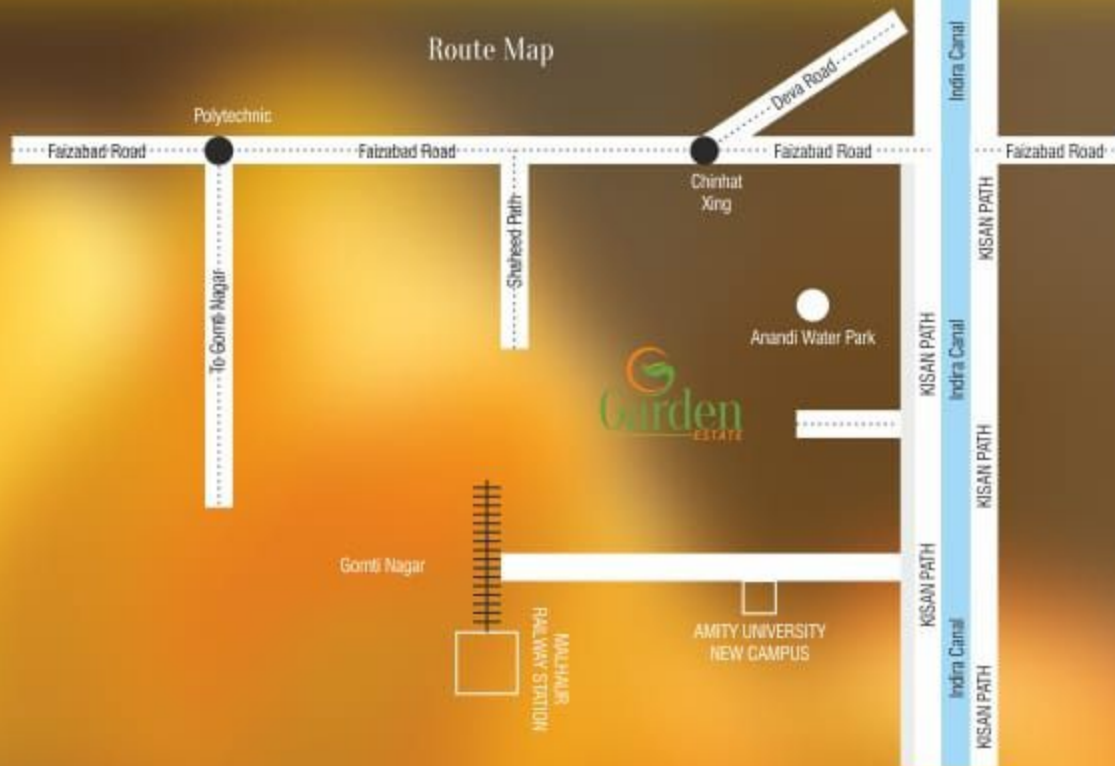 Route Map
Deva Road
Indira Canal
Polytechnic
Faizabad Road
Faizabad Road
Faizabad Road
Faizabad Road
Chinhat
Xing
Shaheed Path
To Gomti Nagar
KISAN PATH
Anandi Water Park
KISAN PATH
Indira Canal
Garden
ESTATE
KISAN PATH
Gomti Nagar
KISAN PATH
AMITY UNIVERSITY
NEW CAMPUS
MALHAUR
RAILWAY STATION
Indira Canal
KISAN PATH